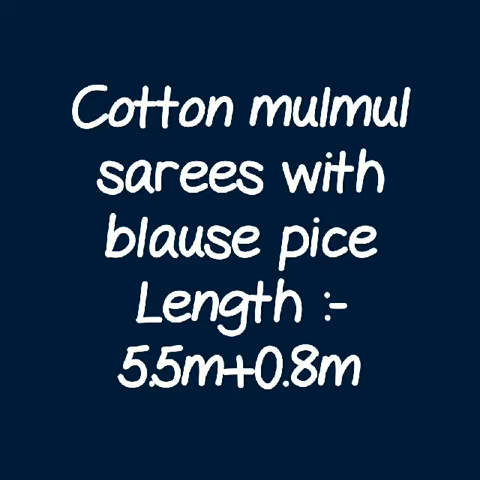 Cotton mulmul
sarees with
blause pice
Length :-
5.5m+0.8m